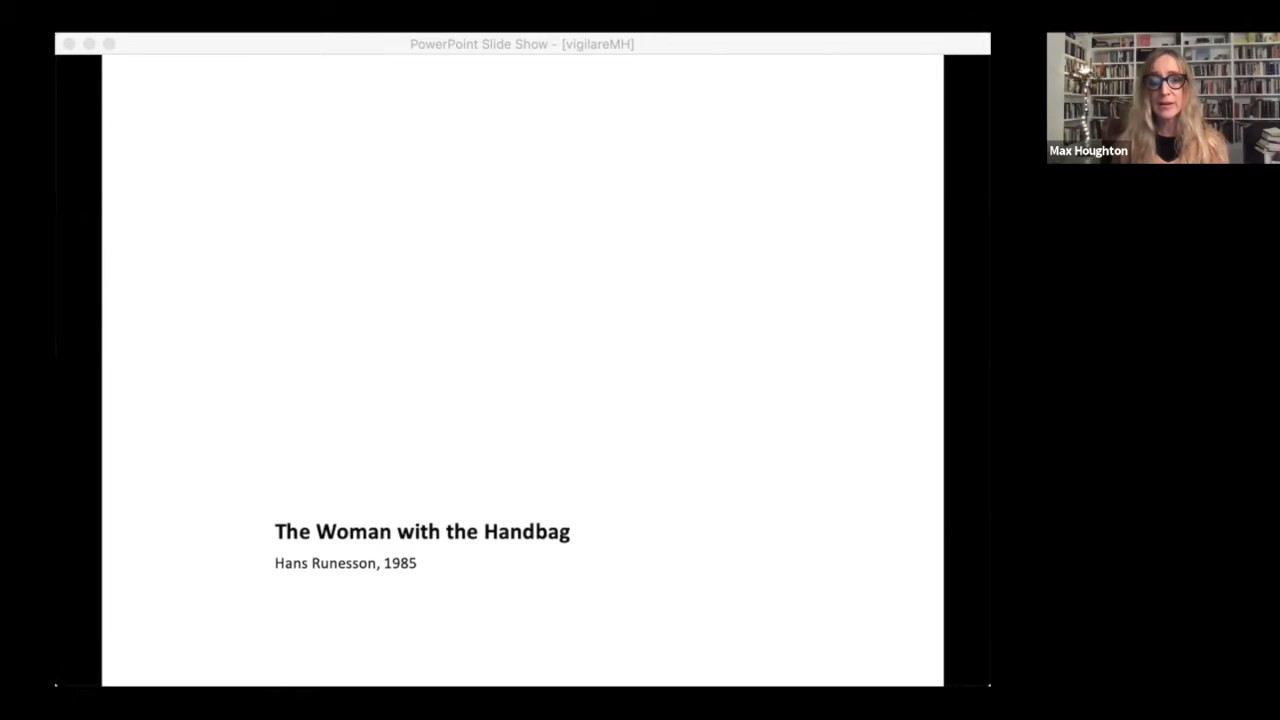 PowerPoint Slide Show - [vigilareMH]
Max Houghton
The Woman with the Handbag
Hans Runesson, 1985